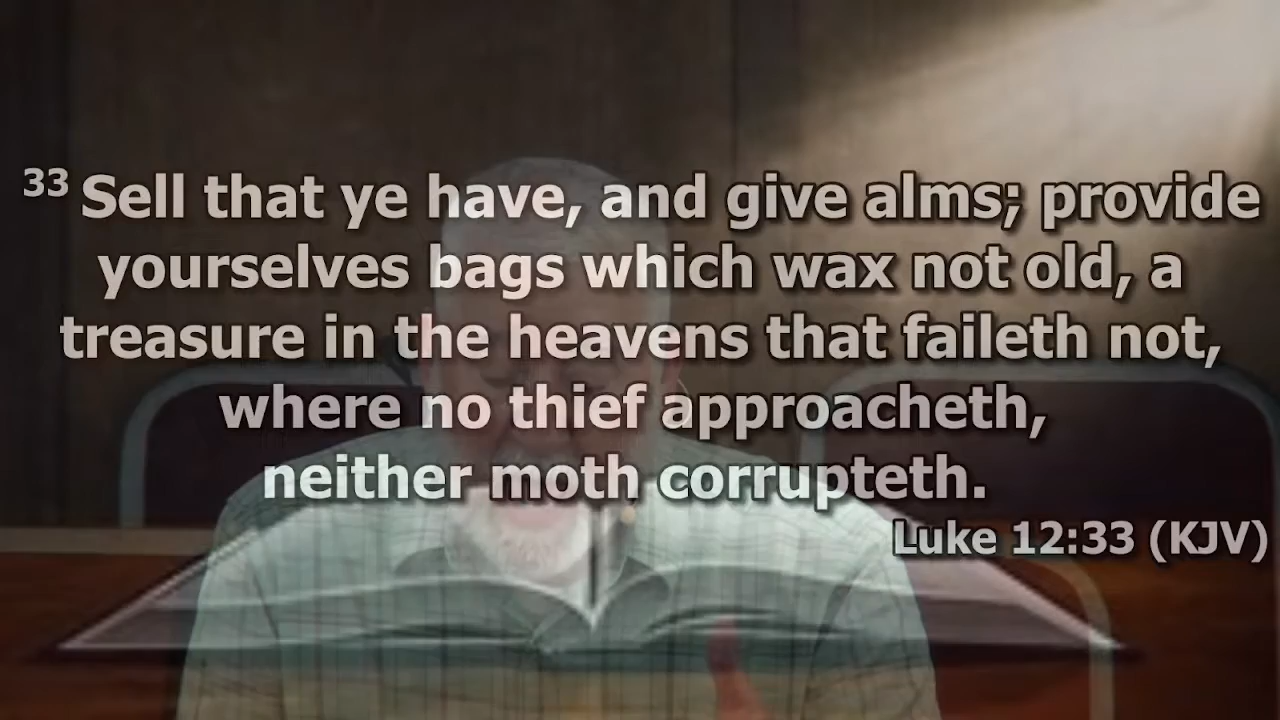 33 Sell that ye have, and give alms; provide
yourselves bags which wax not old, a
treasure in the heavens that faileth not,
where no thief approacheth,
neither moth corrupteth.
Luke 12:33 (KJV)